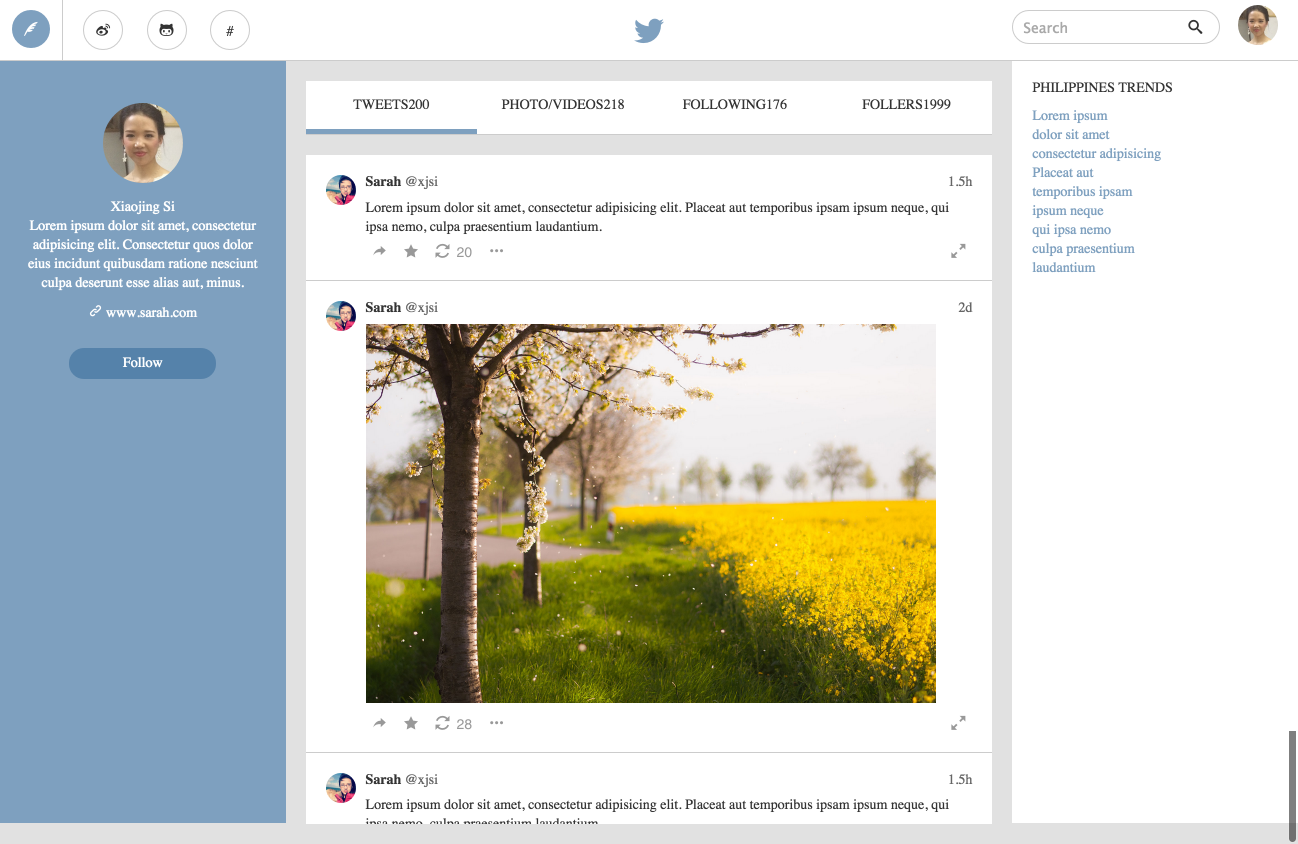 #
Search
Xiaojing Si
Lorem ipsum dolor sit amet, consectetur
adipisicing elit. Consectetur quos dolor
eius incidunt quibusdam ratione nesciunt
culpa deserunt esse alias aut, minus.
www.sarah.com
Follow
TWEETS200 PHOTO/VIDEOS218 FOLLOWING176 FOLLERS1999
Sarah @xjsi 1.5h
Lorem ipsum dolor sit amet, consectetur adipisicing elit. Placeat aut temporibus ipsam ipsum neque, qui
ipsa nemo, culpa praesentium laudantium.
20
Sarah @xjsi 2d
28
Sarah @xjsi 1.5h
Lorem ipsum dolor sit amet, consectetur adipisicing elit. Placeat aut temporibus ipsam ipsum neque, qui
ipsa nemo, culpa praesentium laudantium.
PHILIPPINES TRENDS
Lorem ipsum
dolor sit amet
consectetur adipisicing
Placeat aut
temporibus ipsam
ipsum neque
qui ipsa nemo
culpa praesentium
laudantium